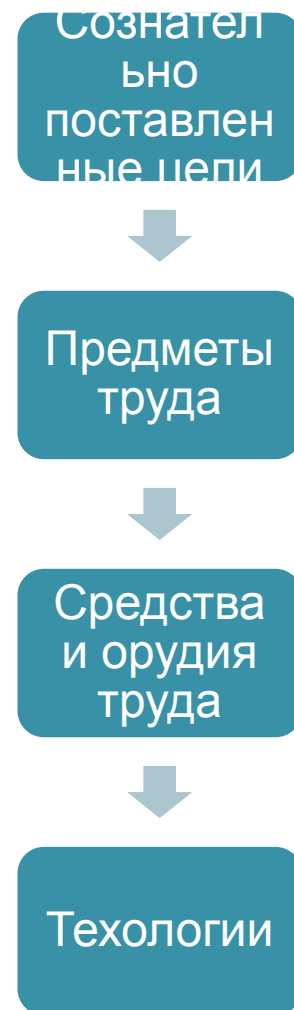 Сознател
ьно
поставлен
ные цели
Предметы
труда
Средства
и орудия
труда
Техологии